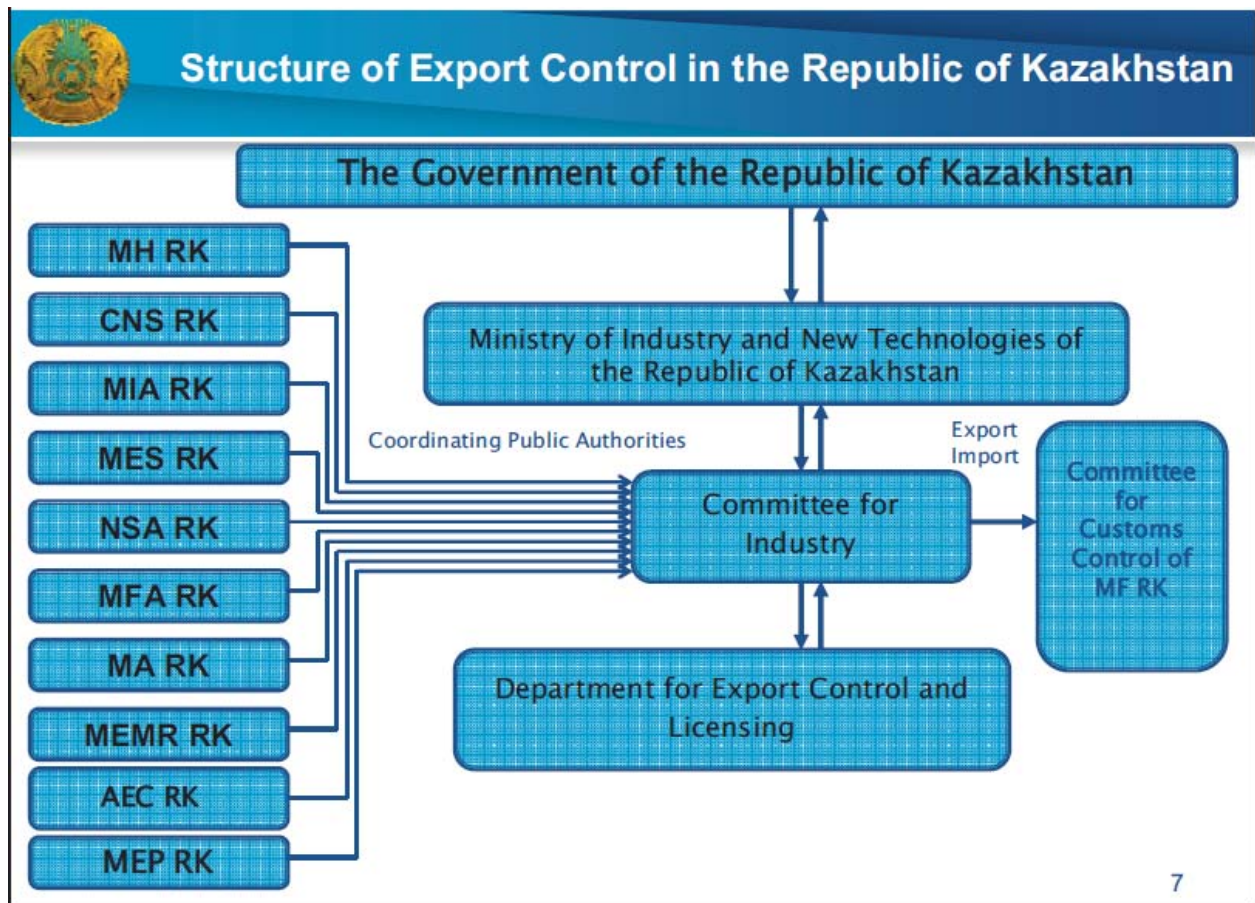 Structure of Export Control in the Republic of Kazakhstan
The Government of the Republic of Kazakhstan
MH RK
CNS RK
MIA RK
MES RK
NSA RK
MFA RK
MA RK
MEMR RK
AEC RK
MEP RK
Ministry of Industry and New Technologies of
the Republic of Kazakhstan
Coordinating Public Authorities
Export
Import
Committee for
Industry
Committee
for
Customs
Control of
MF RK
Department for Export Control and
Licensing
7